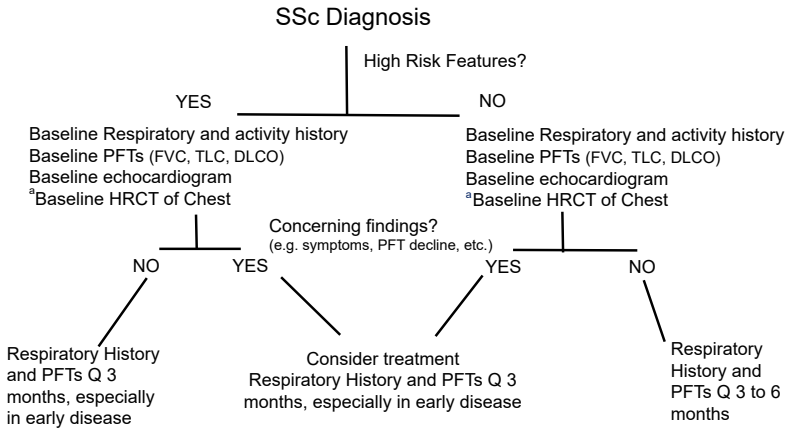 SSc Diagnosis
High Risk Features?
YES
NO
Baseline Respiratory and activity history
Baseline PFTs (FVC, TLC, DLCO)
Baseline echocardiogram
aBaseline HRCT of Chest
Baseline Respiratory and activity history
Baseline PFTs (FVC, TLC, DLCO)
Baseline echocardiogram
aBaseline HRCT of Chest
Concerning findings?
(e.g. symptoms, PFT decline, etc.)
NO
YES
YES
NO
Respiratory History
and PFTs Q 3
months, especially
in early disease
Consider treatment
Respiratory History and PFTs Q 3
months, especially in early disease
Respiratory
History and
PFTs Q 3 to 6
months